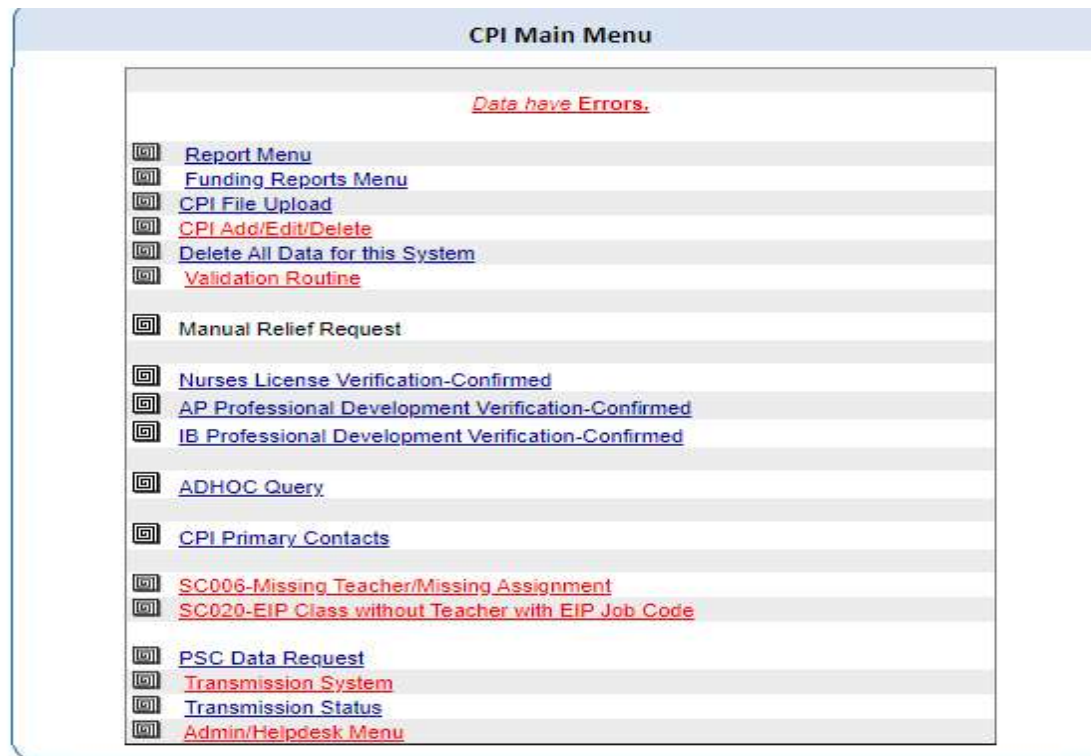 CPI Main Menu
Data have Errors.
Report Menu
Funding Reports Menu
CPI File Upload
CPI Add/Edit/Delete
Delete All Data for this System
Validation Routine
Manual Relief Request
Nurses License Verification-Confirmed
AP Professional Development Verification-Confirmed
IB Professional Development Verification-Confirmed
ADHOC Query
CPI Primary Contacts
SC006-Missing Teacher/Missing Assignment
SC020-EIP Class without Teacher with EIP Job Code
PSC Data Request
Transmission System
Transmission Status
Admin/Helpdesk Menu